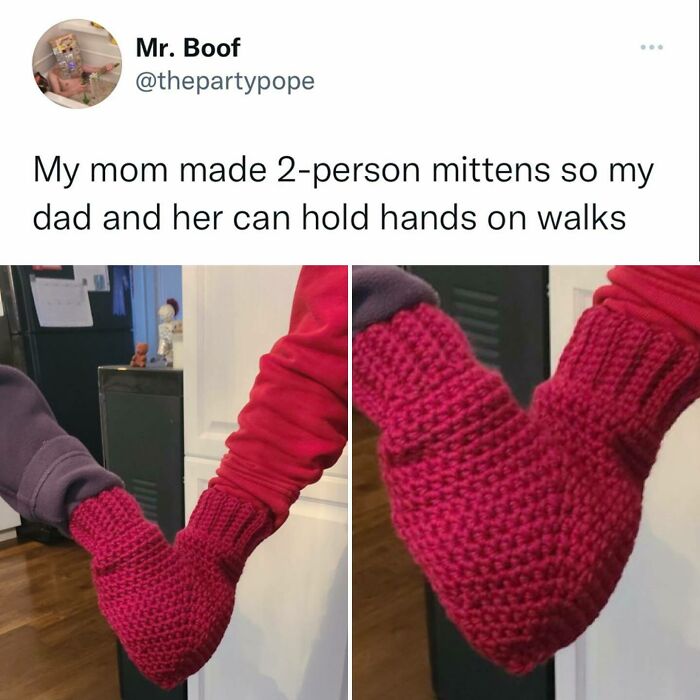 Mr. Boof
@thepartypope
My mom made 2-person mittens so my
dad and her can hold hands on walks